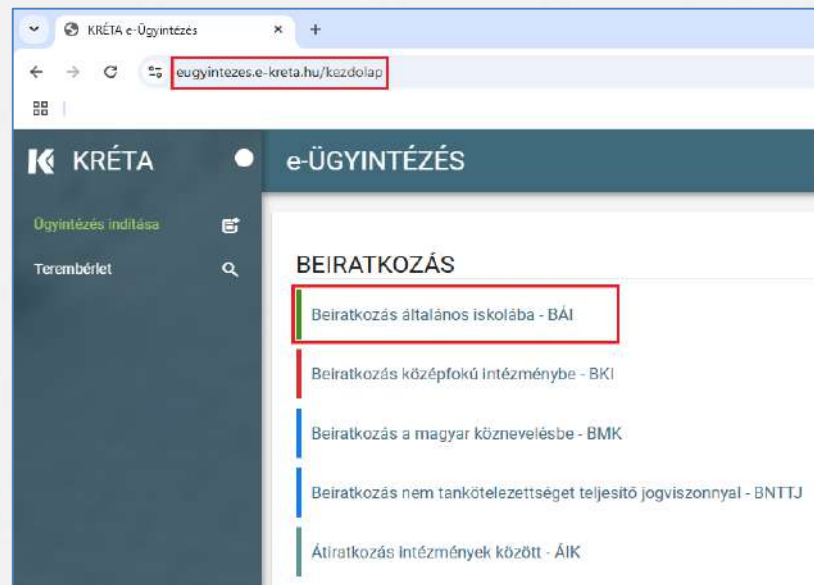 KRÉTA e-Ügyintézés
eugyintezes.e-kreta.hu/kezdolap
KRÉTA
e-ÜGYINTÉZÉS
Ügyintézés indítása
Terembérlet
BEIRATKOZÁS
Beiratkozás általános iskolába - BÁI
Beiratkozás középfokú intézménybe - BKI
Beiratkozás a magyar köznevelésbe - BMK
Beiratkozás nem tankötelezettséget teljesítő jogviszonnyal - BNTTJ
Átiratkozás intézmények között - ÁIK